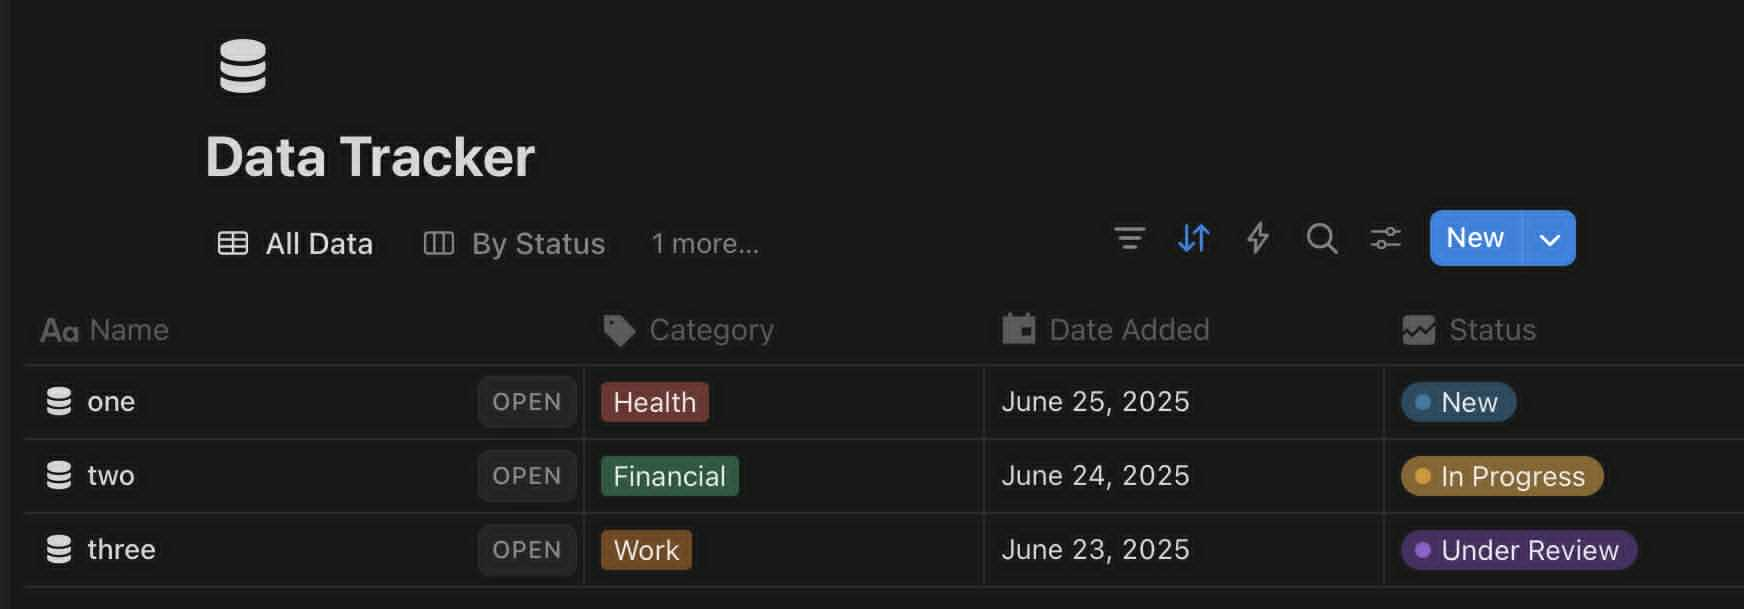 Data Tracker
All Data By Status 1 more... New
Aa Name Category Date Added Status
one OPEN Health June 25, 2025 New
two OPEN Financial June 24, 2025 In Progress
three OPEN Work June 23, 2025 Under Review